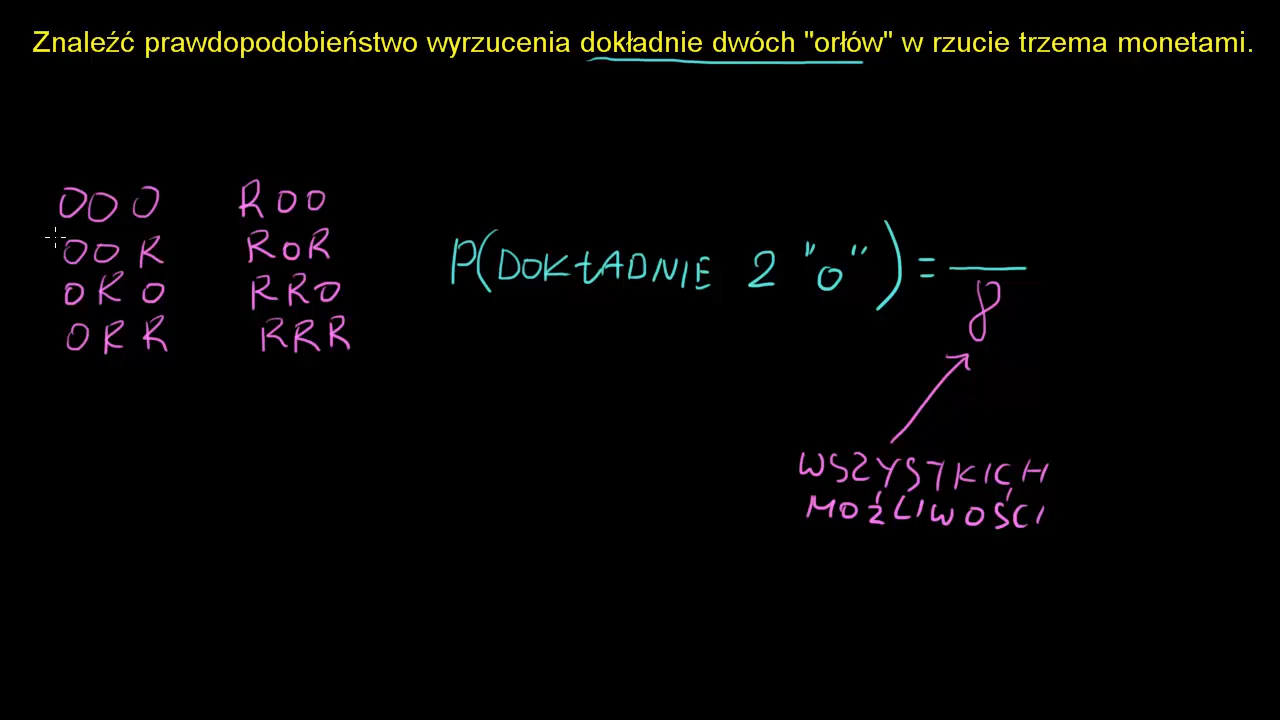 Znaleźć prawdopodobieństwo wyrzucenia dokładnie dwóch "orłów" w rzucie trzema monetami.
OOO ROO
OOR ROR
OKO RRO
ORR RRR
P(DOKŁADNIE 2 "O") = 
8
WSZYSTKICH
MOŻLIWOŚCI